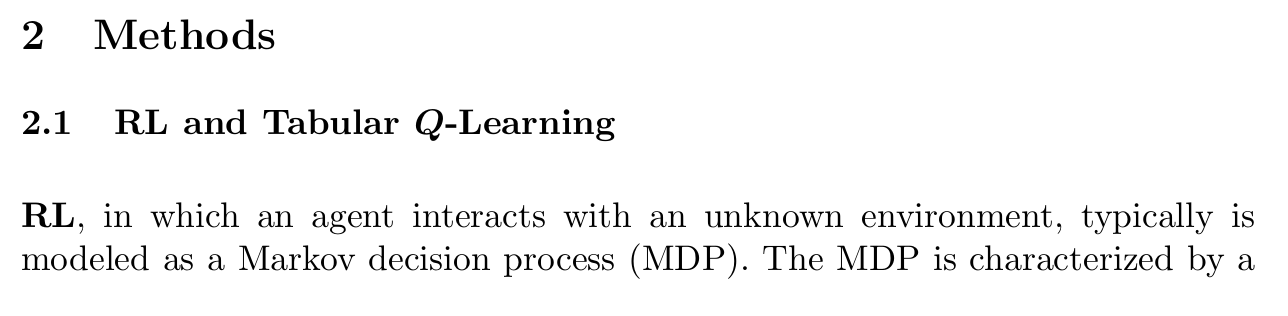 2 Methods
2.1 RL and Tabular Q-Learning
RL, in which an agent interacts with an unknown environment, typically is
modeled as a Markov decision process (MDP). The MDP is characterized by a